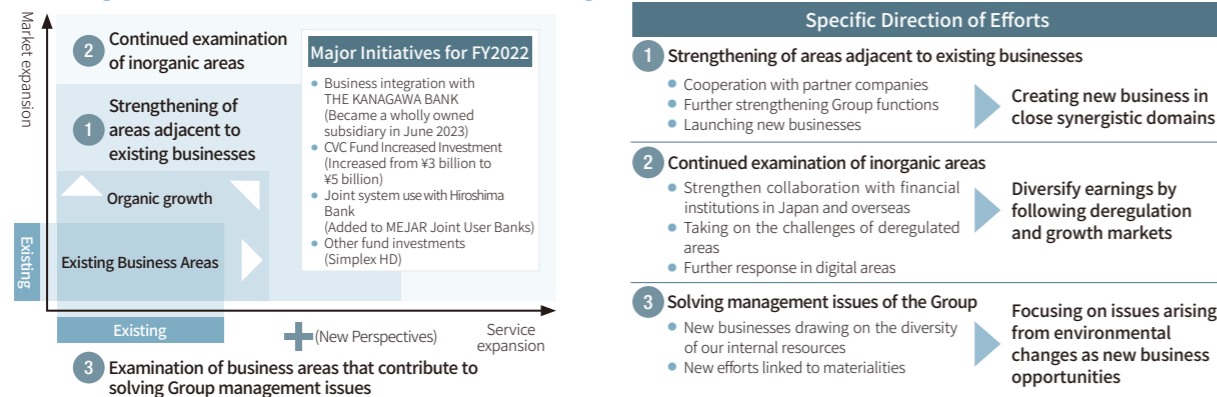 Market expansion
2 Continued examination
of inorganic areas
1 Strengthening of
areas adjacent to
existing businesses
Organic growth
Existing Business Areas
Existing
Existing
(New Perspectives)
Service
expansion
3 Examination of business areas that contribute to
solving Group management issues
Major Initiatives for FY2022
• Business integration with
THE KANAGAWA BANK
(Became a wholly owned
subsidiary in June 2023)
• CVC Fund Increased Investment
(Increased from ¥3 billion to
¥5 billion)
• Joint system use with Hiroshima
Bank
(Added to MEJAR Joint User Banks)
• Other fund investments
(Simplex HD)
Specific Direction of Efforts
1 Strengthening of areas adjacent to existing businesses
• Cooperation with partner companies
• Further strengthening Group functions
• Launching new businesses
Creating new business in
close synergistic domains
2 Continued examination of inorganic areas
• Strengthen collaboration with financial
institutions in Japan and overseas
• Taking on the challenges of deregulated
areas
• Further response in digital areas
Diversify earnings by
following deregulation
and growth markets
3 Solving management issues of the Group
• New businesses drawing on the diversity
of our internal resources
• New efforts linked to materialities
Focusing on issues arising
from environmental
changes as new business
opportunities